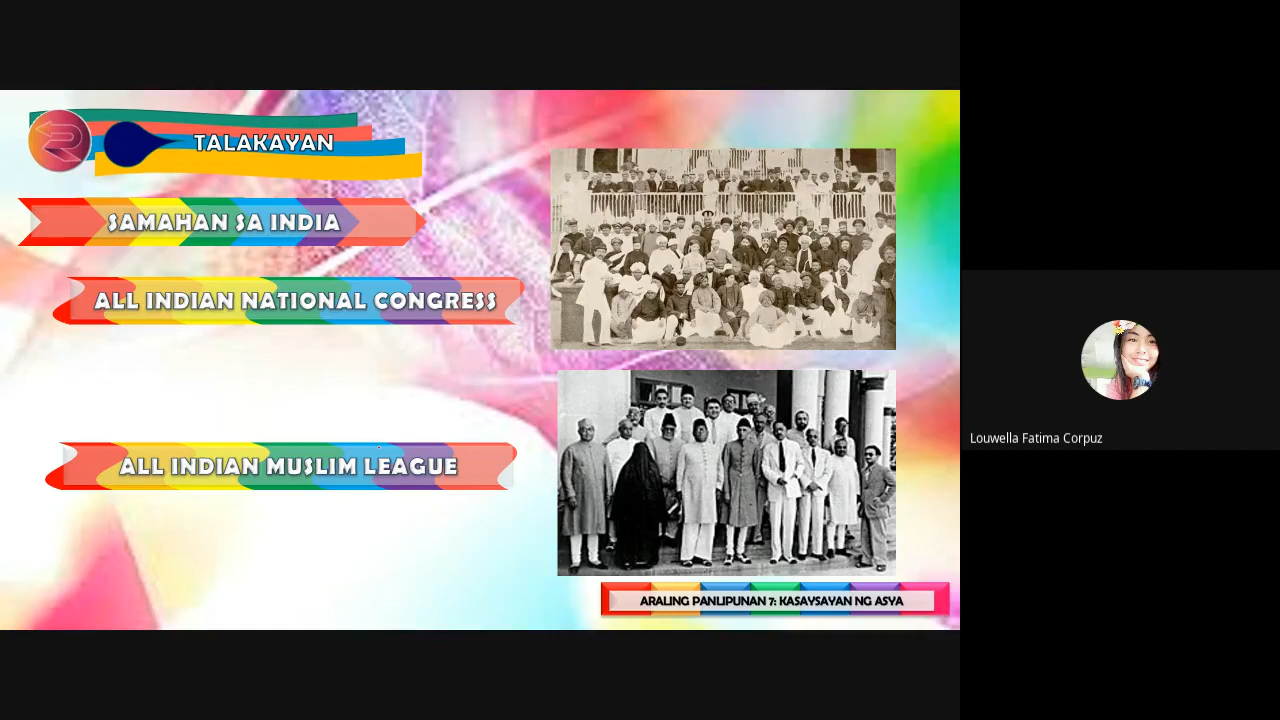 TALAKAYAN
SAMAHAN SA INDIA
ALL INDIAN NATIONAL CONGRESS
ALL INDIAN MUSLIM LEAGUE
ARALING PANLIPUNAN 7: KASAYSAYAN NG ASYA
Louwella Fatima Corpuz